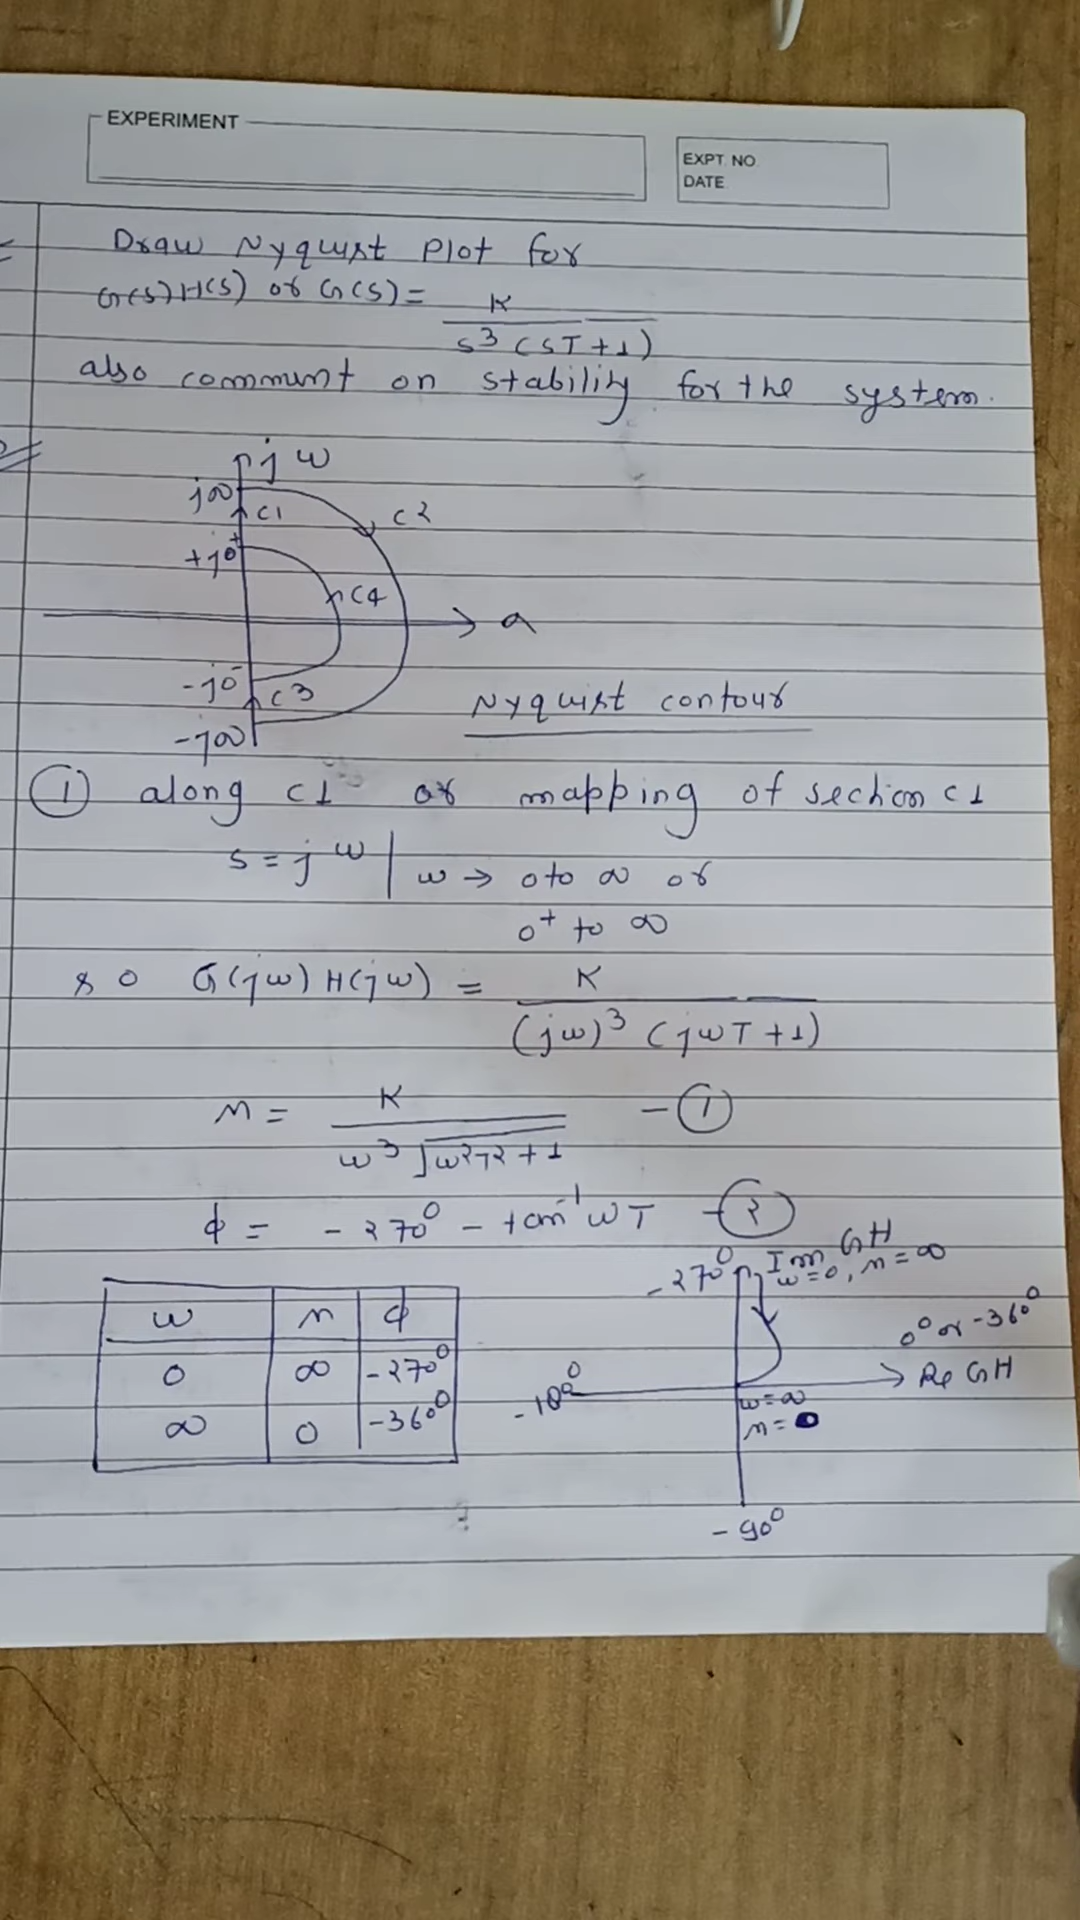 EXPERIMENT
EXPT. NO.
DATE
Draw Nyquist Plot for
G(s)H(s) or G(s) = K / s³(sT+1)
also comment on stability for the system.
jω
j∞
C1
C2
+j0⁺
C4
σ
-j0⁻
C3
-j∞
Nyquist contour
① along C1 or mapping of section C1
s = jω | ω → 0 to ∞ or
0⁺ to ∞
so G(jω) H(jω) = K / (jω)³ (jωT+1)
M = K / ω³ √ω²T²+1 — ①
ϕ = -270° - tan⁻¹ ωT — ②
ω M ϕ
0 ∞ -270°
∞ 0 -360°
-270° Im GH
ω=0, M=∞
0° or -360°
-180° Re GH
ω=∞
M=0
-90°